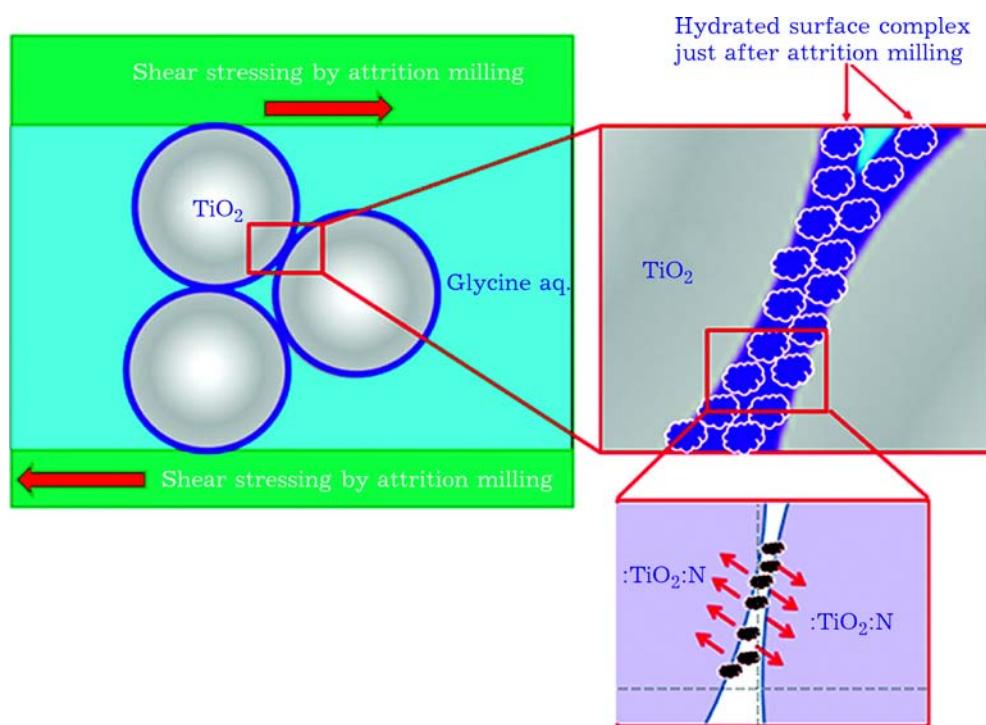 Hydrated surface complex
just after attrition milling
Shear stressing by attrition milling
TiO₂
Glycine aq.
TiO₂
Shear stressing by attrition milling
:TiO₂:N
:TiO₂:N